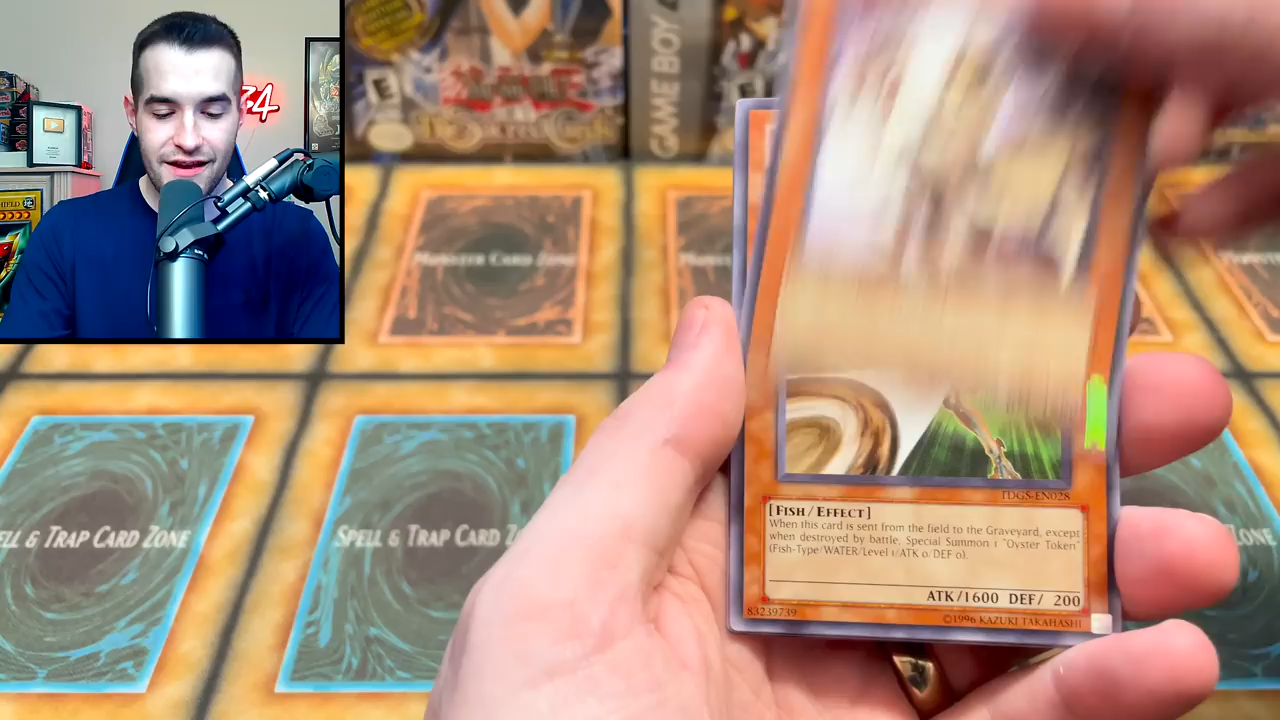 34
GAME BOY
E
E
HIELD
MONSTER CARD ZONE
SPELL & TRAP CARD ZONE
ELL & TRAP CARD ZONE
TDGS-EN028
[FISH/EFFECT]
When this card is sent from the field to the Graveyard, except
when destroyed by battle, Special Summon 1 "Oyster Token"
(Fish-Type/WATER/Level 1/ATK 0/DEF 0).
ATK/1600 DEF/ 200
83239739
©1996 KAZUKI TAKAHASHI